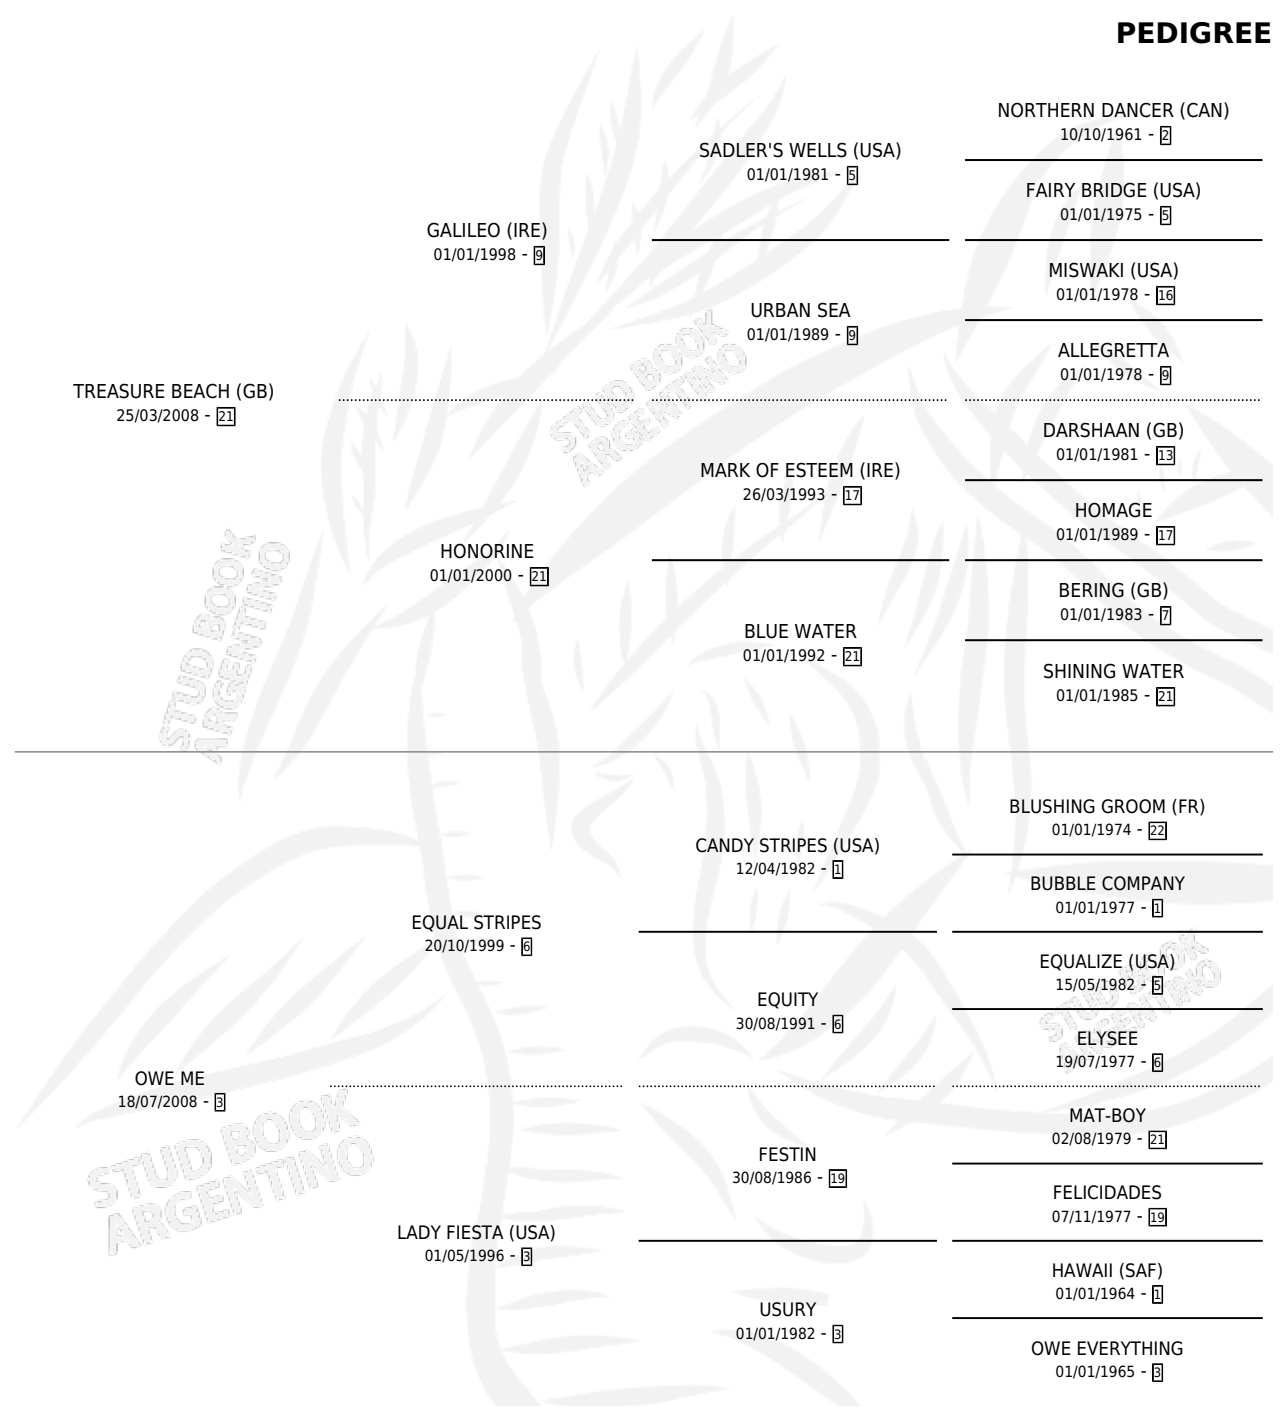 PEDIGREE
NORTHERN DANCER (CAN)
10/10/1961 - 2
SADLER'S WELLS (USA)
01/01/1981 - 5
FAIRY BRIDGE (USA)
01/01/1975 - 5
GALILEO (IRE)
01/01/1998 - 9
MISWAKI (USA)
01/01/1978 - 16
URBAN SEA
01/01/1989 - 9
ALLEGRETTA
01/01/1978 - 9
TREASURE BEACH (GB)
25/03/2008 - 21
DARSHAAN (GB)
01/01/1981 - 13
MARK OF ESTEEM (IRE)
26/03/1993 - 17
HOMAGE
01/01/1989 - 17
HONORINE
01/01/2000 - 21
BERING (GB)
01/01/1983 - 7
BLUE WATER
01/01/1992 - 21
SHINING WATER
01/01/1985 - 21
BLUSHING GROOM (FR)
01/01/1974 - 22
CANDY STRIPES (USA)
12/04/1982 - 1
BUBBLE COMPANY
01/01/1977 - 1
EQUAL STRIPES
20/10/1999 - 6
EQUALIZE (USA)
15/05/1982 - 5
EQUITY
30/08/1991 - 6
ELYSEE
19/07/1977 - 6
OWE ME
18/07/2008 - 3
MAT-BOY
02/08/1979 - 21
FESTIN
30/08/1986 - 19
FELICIDADES
07/11/1977 - 19
LADY FIESTA (USA)
01/05/1996 - 3
HAWAII (SAF)
01/01/1964 - 1
USURY
01/01/1982 - 3
OWE EVERYTHING
01/01/1965 - 3
STUD BOOK
ARGENTINO
STUD BOOK
ARGENTINO
STUD BOOK
ARGENTINO
STUD BOOK
ARGENTINO